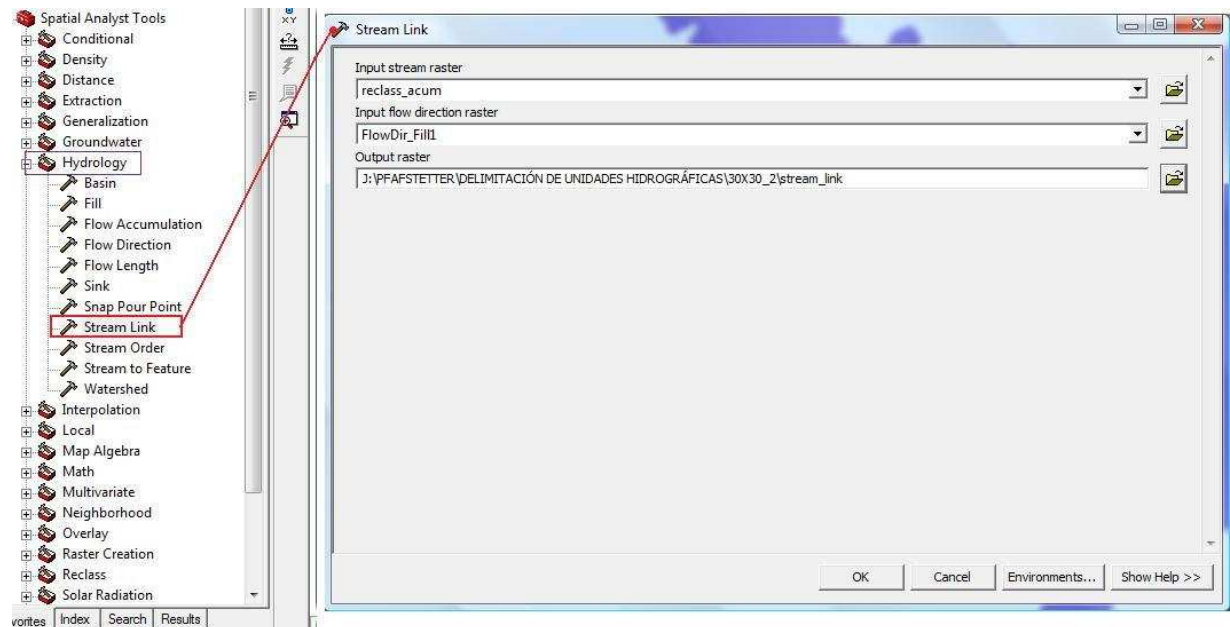 Spatial Analyst Tools
Conditional
Density
Distance
Extraction
Generalization
Groundwater
Hydrology
Basin
Fill
Flow Accumulation
Flow Direction
Flow Length
Sink
Snap Pour Point
Stream Link
Stream Order
Stream to Feature
Watershed
Interpolation
Local
Map Algebra
Math
Multivariate
Neighborhood
Overlay
Raster Creation
Reclass
Solar Radiation
vorites Index Search Results
XY
Stream Link
Input stream raster
reclass_acum
Input flow direction raster
FlowDir_Fill1
Output raster
J:\PFAFSTETTER\DELIMITACIÓN DE UNIDADES HIDROGRÁFICAS\30X30_2\stream_link
OK Cancel Environments... Show Help >>